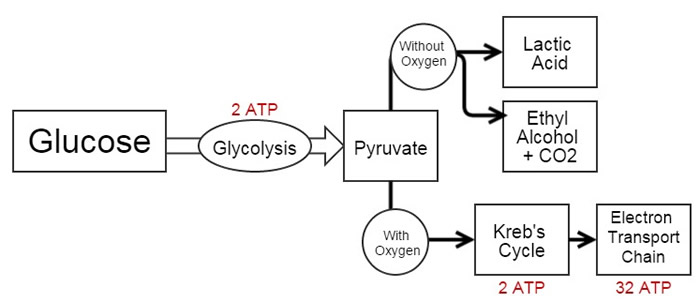 Glucose
2 ATP
Glycolysis
Pyruvate
Without
Oxygen
Lactic
Acid
Ethyl
Alcohol
+ CO2
With
Oxygen
Kreb's
Cycle
2 ATP
Electron
Transport
Chain
32 ATP